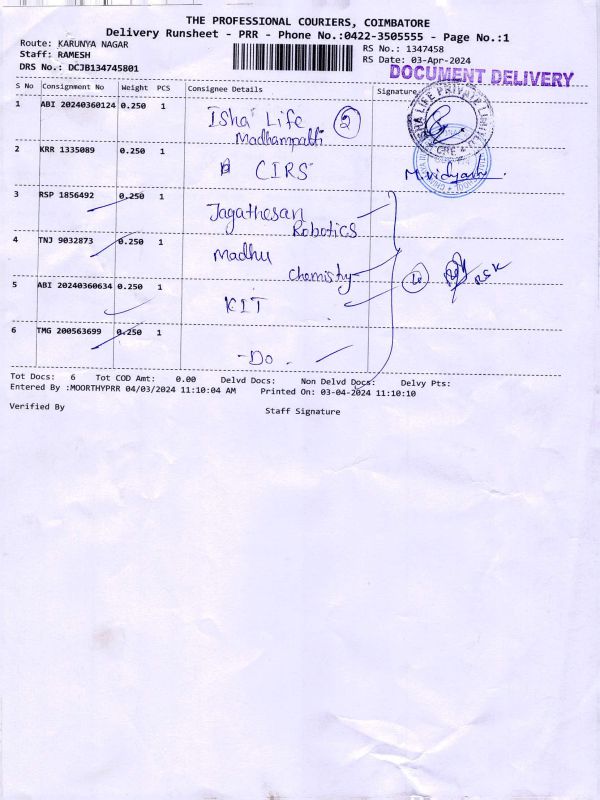 THE PROFESSIONAL COURIERS, COIMBATORE
Delivery Runsheet - PRR - Phone No.:0422-3505555 - Page No.:1
Route: KARUNYA NAGAR
RS No.: 1347458
Staff: RAMESH
RS Date: 03-Apr-2024
DRS No.: DCJB134745801
DOCUMENT DELIVERY
S No Consignment No Weight PCS Consignee Details Signature
1 ABI 20240360124 0.250 1 Isha Life 2
Madhampatti
2 KRR 1335089 0.250 1 CIRS M.Vidyashr
3 RSP 1856492 0.250 1 Jagathesan
Robotics
4 TNJ 9032873 0.250 1 Madhu
Chemistry
5 ABI 20240360634 0.250 1 KIT
6 TMG 200563699 0.250 1 -Do-
Tot Docs: 6 Tot COD Amt: 0.00 Delvd Docs: Non Delvd Docs: Delvy Pts:
Entered By :MOORTHYPRR 04/03/2024 11:10:04 AM Printed On: 03-04-2024 11:10:10
Verified By Staff Signature